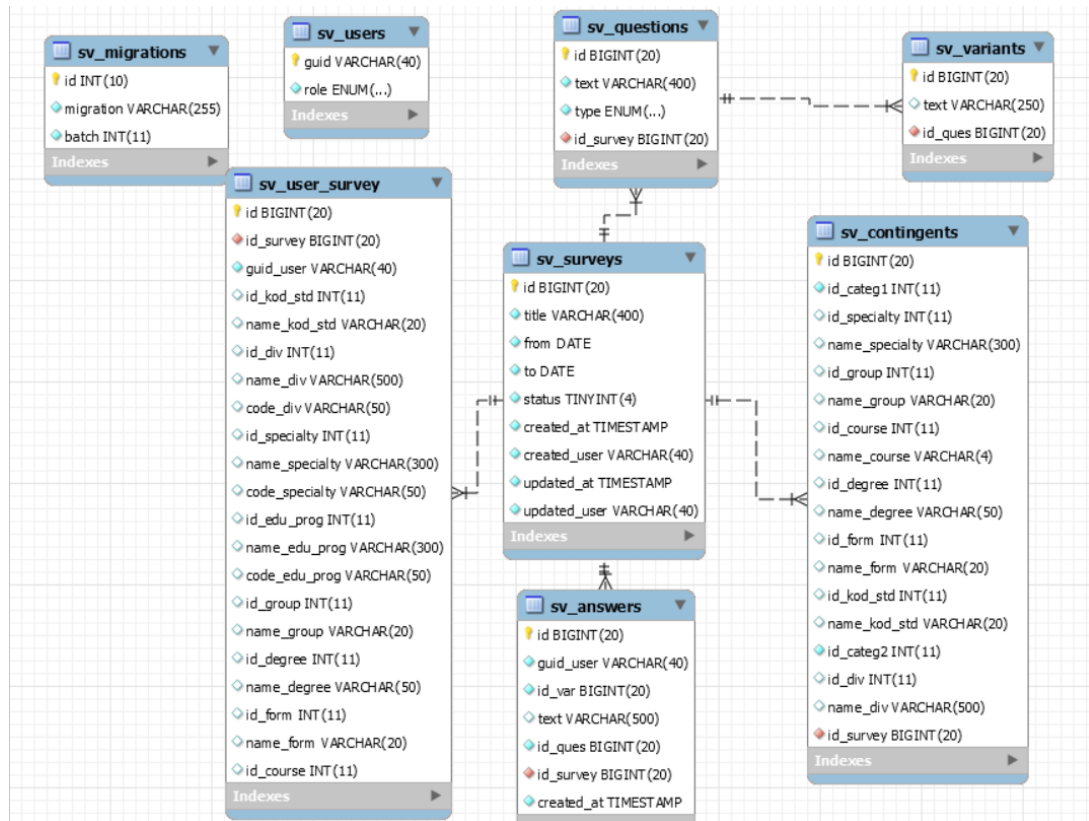 sv_migrations
id INT(10)
migration VARCHAR(255)
batch INT(11)
Indexes
sv_users
guid VARCHAR(40)
role ENUM(...)
Indexes
sv_questions
id BIGINT(20)
text VARCHAR(400)
type ENUM(...)
id_survey BIGINT(20)
Indexes
sv_variants
id BIGINT(20)
text VARCHAR(250)
id_ques BIGINT(20)
Indexes
sv_user_survey
id BIGINT(20)
id_survey BIGINT(20)
guid_user VARCHAR(40)
id_kod_std INT(11)
name_kod_std VARCHAR(20)
id_div INT(11)
name_div VARCHAR(500)
code_div VARCHAR(50)
id_specialty INT(11)
name_specialty VARCHAR(300)
code_specialty VARCHAR(50)
id_edu_prog INT(11)
name_edu_prog VARCHAR(300)
code_edu_prog VARCHAR(50)
id_group INT(11)
name_group VARCHAR(20)
id_degree INT(11)
name_degree VARCHAR(50)
id_form INT(11)
name_form VARCHAR(20)
id_course INT(11)
Indexes
sv_surveys
id BIGINT(20)
title VARCHAR(400)
from DATE
to DATE
status TINYINT(4)
created_at TIMESTAMP
created_user VARCHAR(40)
updated_at TIMESTAMP
updated_user VARCHAR(40)
Indexes
sv_contingents
id BIGINT(20)
id_categ1 INT(11)
id_specialty INT(11)
name_specialty VARCHAR(300)
id_group INT(11)
name_group VARCHAR(20)
id_course INT(11)
name_course VARCHAR(4)
id_degree INT(11)
name_degree VARCHAR(50)
id_form INT(11)
name_form VARCHAR(20)
id_kod_std INT(11)
name_kod_std VARCHAR(20)
id_categ2 INT(11)
id_div INT(11)
name_div VARCHAR(500)
id_survey BIGINT(20)
Indexes
sv_answers
id BIGINT(20)
guid_user VARCHAR(40)
id_var BIGINT(20)
text VARCHAR(500)
id_ques BIGINT(20)
id_survey BIGINT(20)
created_at TIMESTAMP